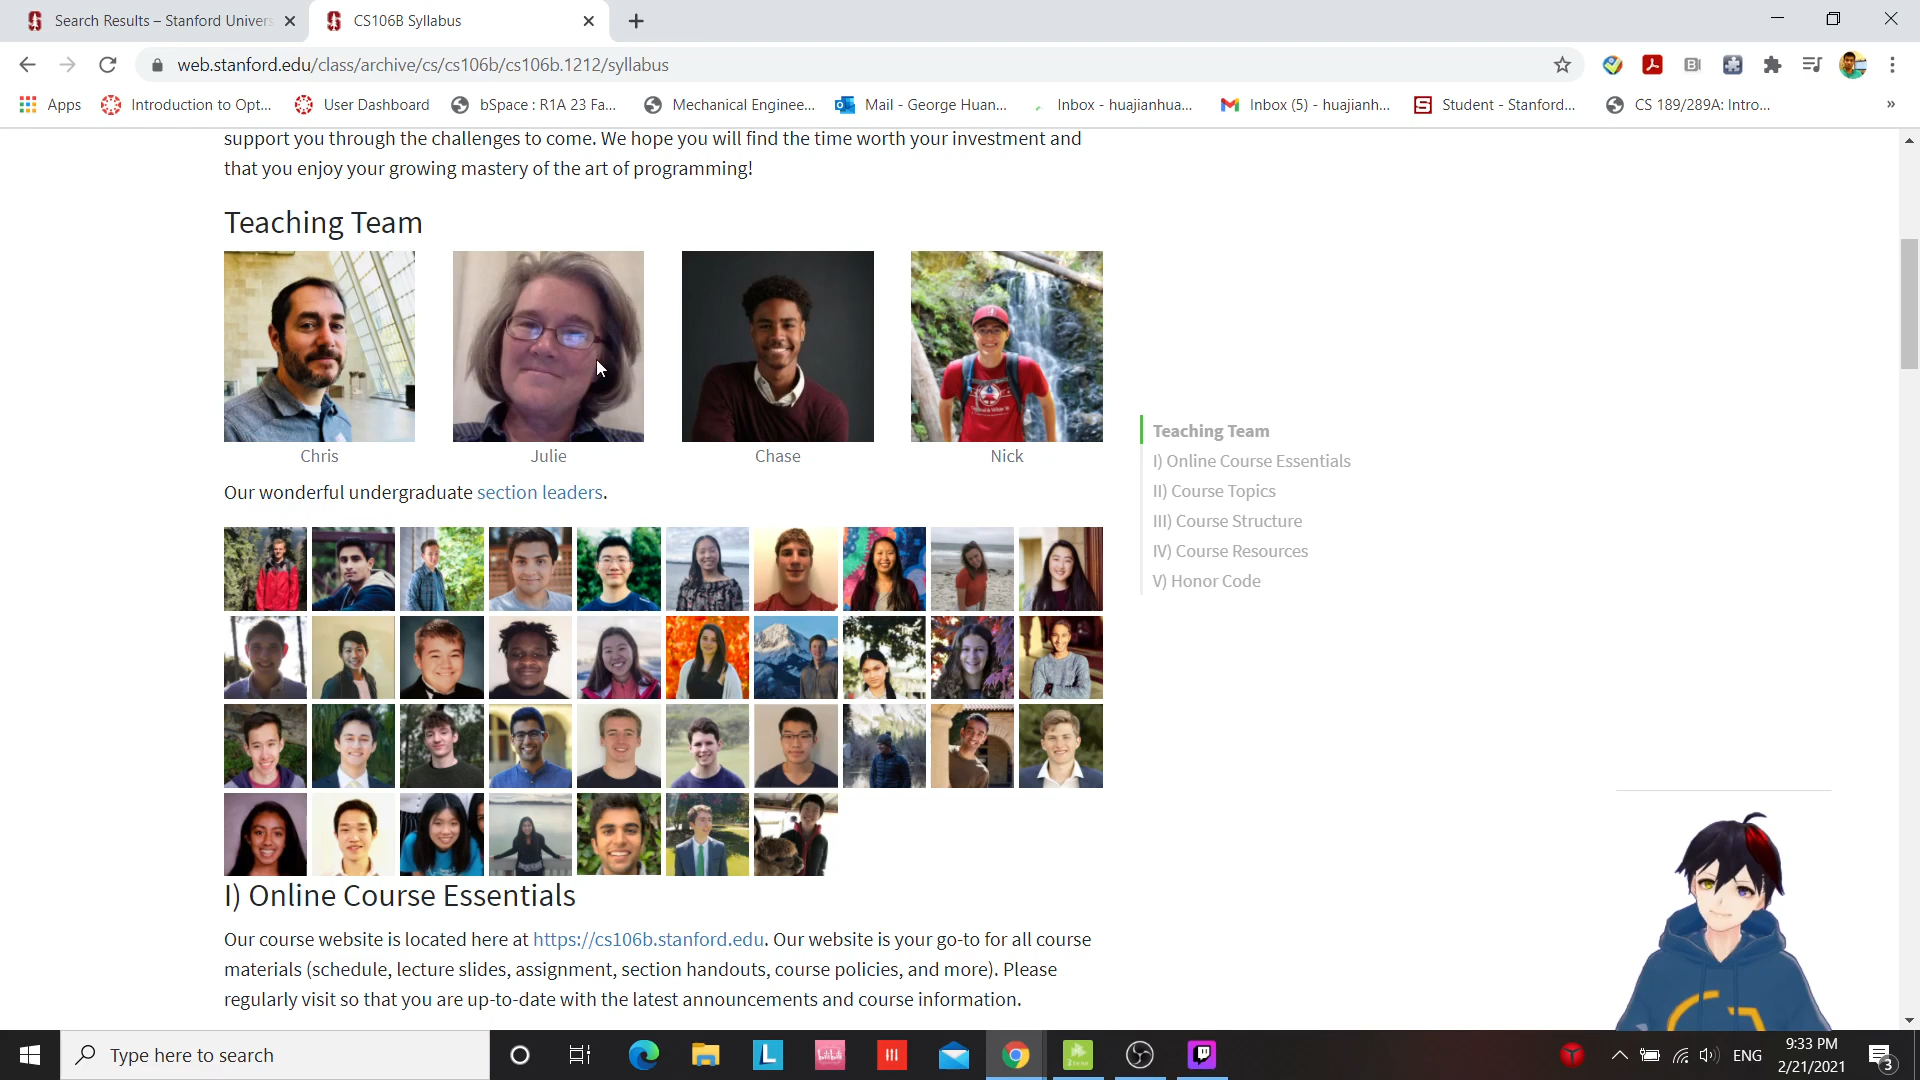 Search Results – Stanford Univers
CS106B Syllabus
web.stanford.edu/class/archive/cs/cs106b/cs106b.1212/syllabus
Apps
Introduction to Opt...
User Dashboard
bSpace : R1A 23 Fa...
Mechanical Enginee...
Mail - George Huan...
Inbox - huajianhua...
Inbox (5) - huajianh...
Student - Stanford...
CS 189/289A: Intro...
»
support you through the challenges to come. We hope you will find the time worth your investment and
that you enjoy your growing mastery of the art of programming!
Teaching Team
Chris
Julie
Chase
Nick
Our wonderful undergraduate section leaders.
Teaching Team
I) Online Course Essentials
II) Course Topics
III) Course Structure
IV) Course Resources
V) Honor Code
I) Online Course Essentials
Our course website is located here at https://cs106b.stanford.edu. Our website is your go-to for all course
materials (schedule, lecture slides, assignment, section handouts, course policies, and more). Please
regularly visit so that you are up-to-date with the latest announcements and course information.
Type here to search
L
ENG
9:33 PM
2/21/2021
3